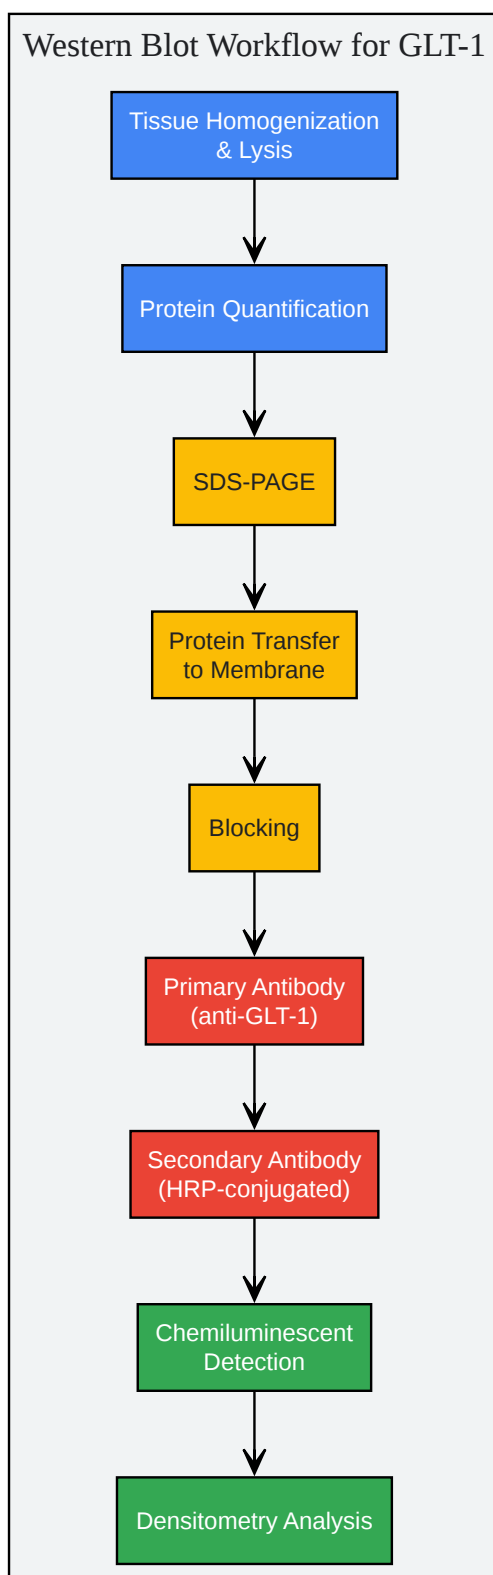 Western Blot Workflow for GLT-1
Tissue Homogenization
& Lysis
Protein Quantification
SDS-PAGE
Protein Transfer
to Membrane
Blocking
Primary Antibody
(anti-GLT-1)
Secondary Antibody
(HRP-conjugated)
Chemiluminescent
Detection
Densitometry Analysis